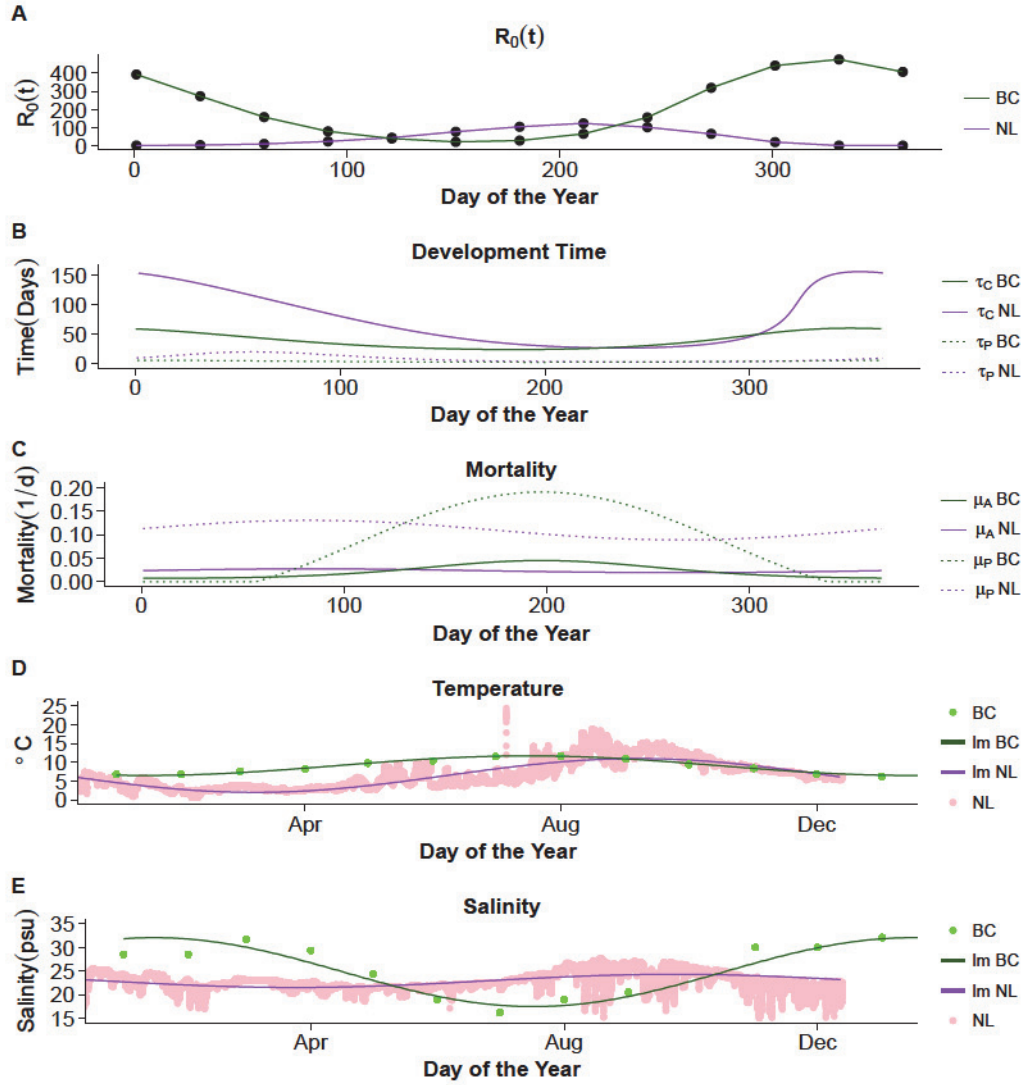 A
R₀(t)
R₀(t)
400
300
200
100
0
0
100
200
300
Day of the Year
BC
NL
B
Development Time
Time(Days)
150
100
50
0
0
100
200
300
Day of the Year
τC BC
τC NL
τP BC
τP NL
C
Mortality
Mortality(1/d)
0.20
0.15
0.10
0.05
0.00
0
100
200
300
Day of the Year
μA BC
μA NL
μP BC
μP NL
D
Temperature
° C
25
20
15
10
5
0
Apr
Aug
Dec
Day of the Year
BC
lm BC
lm NL
NL
E
Salinity
Salinity(psu)
35
30
25
20
15
Apr
Aug
Dec
Day of the Year
BC
lm BC
lm NL
NL